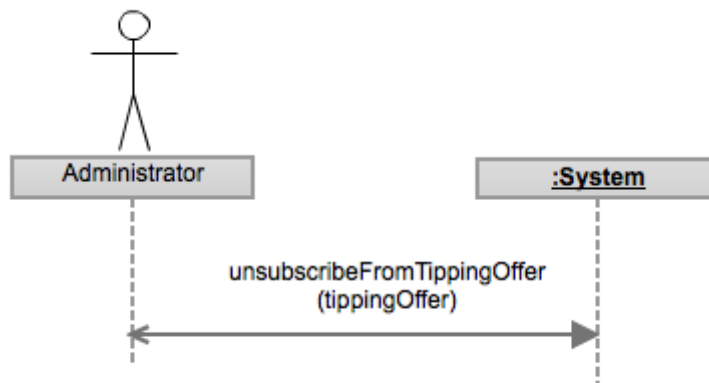 Administrator
:System
unsubscribeFromTippingOffer
(tippingOffer)